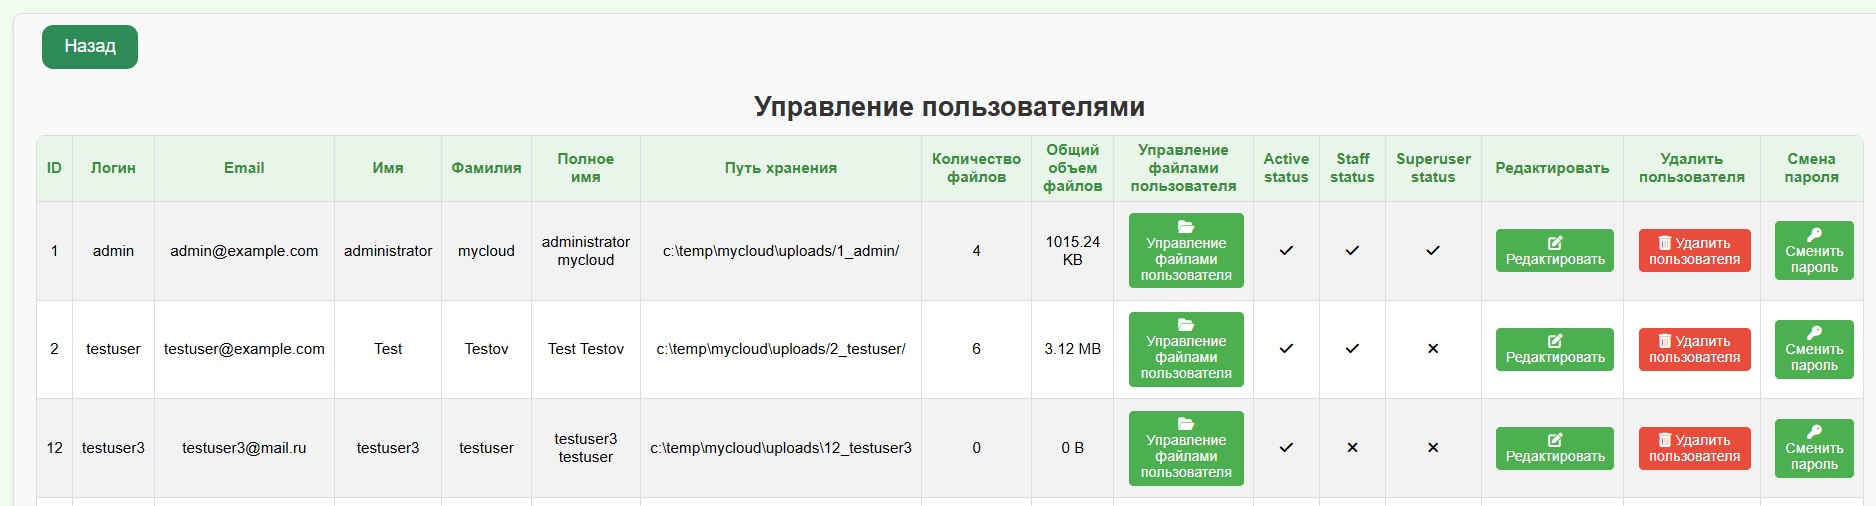 Назад
Управление пользователями
ID Логин Email Имя Фамилия Полное имя Путь хранения Количество файлов Общий объем файлов Управление файлами пользователя Active status Staff status Superuser status Редактировать Удалить пользователя Смена пароля
1 admin admin@example.com administrator mycloud administrator mycloud c:\temp\mycloud\uploads/1_admin/ 4 1015.24 KB Управление файлами пользователя ✓ ✓ ✓ Редактировать Удалить пользователя Сменить пароль
2 testuser testuser@example.com Test Testov Test Testov c:\temp\mycloud\uploads/2_testuser/ 6 3.12 MB Управление файлами пользователя ✓ ✓ ✕ Редактировать Удалить пользователя Сменить пароль
12 testuser3 testuser3@mail.ru testuser3 testuser testuser3 testuser c:\temp\mycloud\uploads\12_testuser3 0 0 B Управление файлами пользователя ✓ ✕ ✕ Редактировать Удалить пользователя Сменить пароль